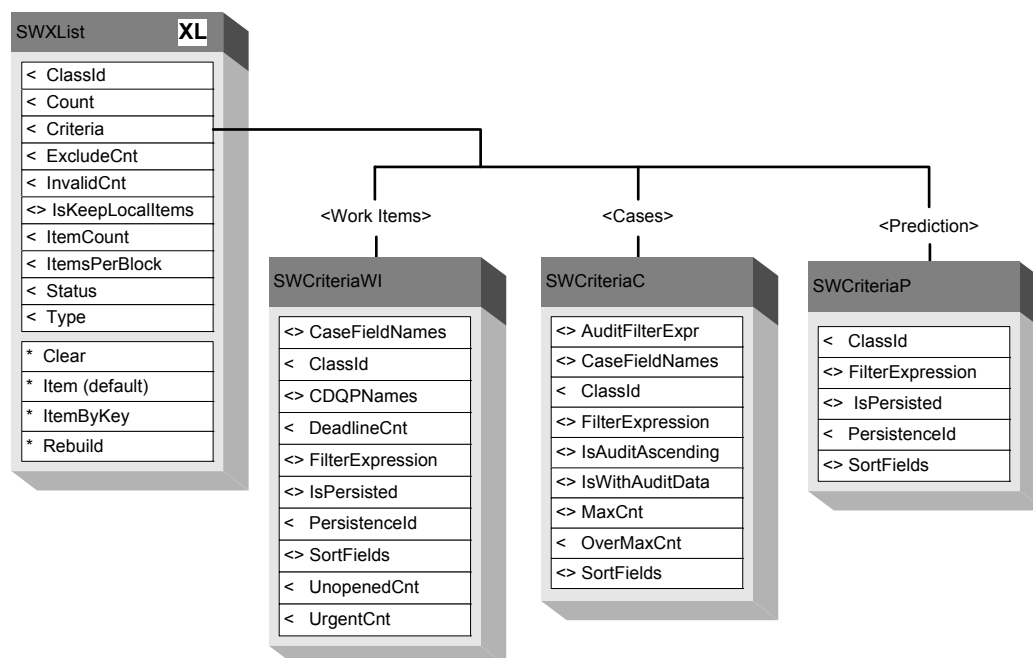 SWXList XL
< ClassId
< Count
< Criteria
< ExcludeCnt
< InvalidCnt
<> IsKeepLocalItems
< ItemCount
< ItemsPerBlock
< Status
< Type
* Clear
* Item (default)
* ItemByKey
* Rebuild
<Work Items>
SWCriteriaWI
<> CaseFieldNames
< ClassId
<> CDQPNames
< DeadlineCnt
<> FilterExpression
<> IsPersisted
< PersistenceId
<> SortFields
< UnopenedCnt
< UrgentCnt
<Cases>
SWCriteriaC
<> AuditFilterExpr
<> CaseFieldNames
< ClassId
<> FilterExpression
<> IsAuditAscending
<> IsWithAuditData
<> MaxCnt
< OverMaxCnt
<> SortFields
<Prediction>
SWCriteriaP
< ClassId
<> FilterExpression
<> IsPersisted
< PersistenceId
<> SortFields